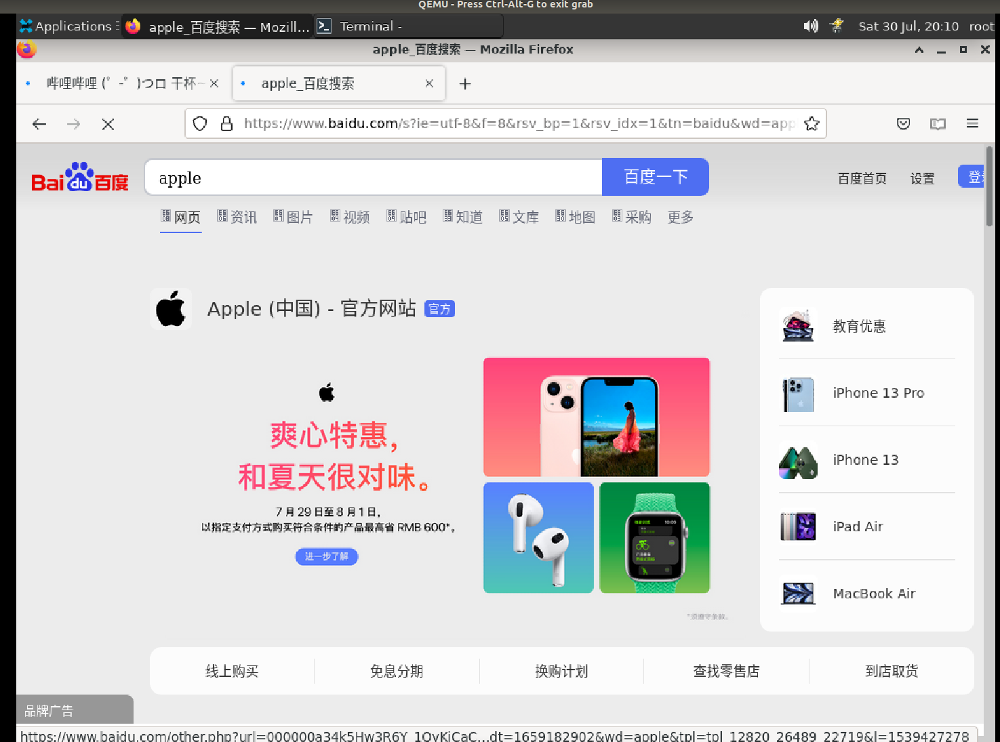 QEMU - Press Ctrl-Alt-G to exit grab
Applications
apple_百度搜索 — Mozill...
Terminal -
Sat 30 Jul, 20:10
root
apple_百度搜索 — Mozilla Firefox
哔哩哔哩 (゜-゜)つロ 干杯~
apple_百度搜索
https://www.baidu.com/s?ie=utf-8&f=8&rsv_bp=1&rsv_idx=1&tn=baidu&wd=app
Bai du 百度
apple
百度一下
百度首页
设置
登录
网页
资讯
图片
视频
贴吧
知道
文库
地图
采购
更多
Apple (中国) - 官方网站
官方
爽心特惠，
和夏天很对味。
7 月 29 日至 8 月 1 日，
以指定支付方式购买符合条件的产品最高省 RMB 600*。
进一步了解
*须遵守条款。
教育优惠
iPhone 13 Pro
iPhone 13
iPad Air
MacBook Air
线上购买
免息分期
换购计划
查找零售店
到店取货
品牌广告
https://www.baidu.com/other.php?url=000000a34k5Hw3R6Y_1OvKiCaC...dt=1659182902&wd=apple&tpl=tpl_12820_26489_22719&l=1539427278